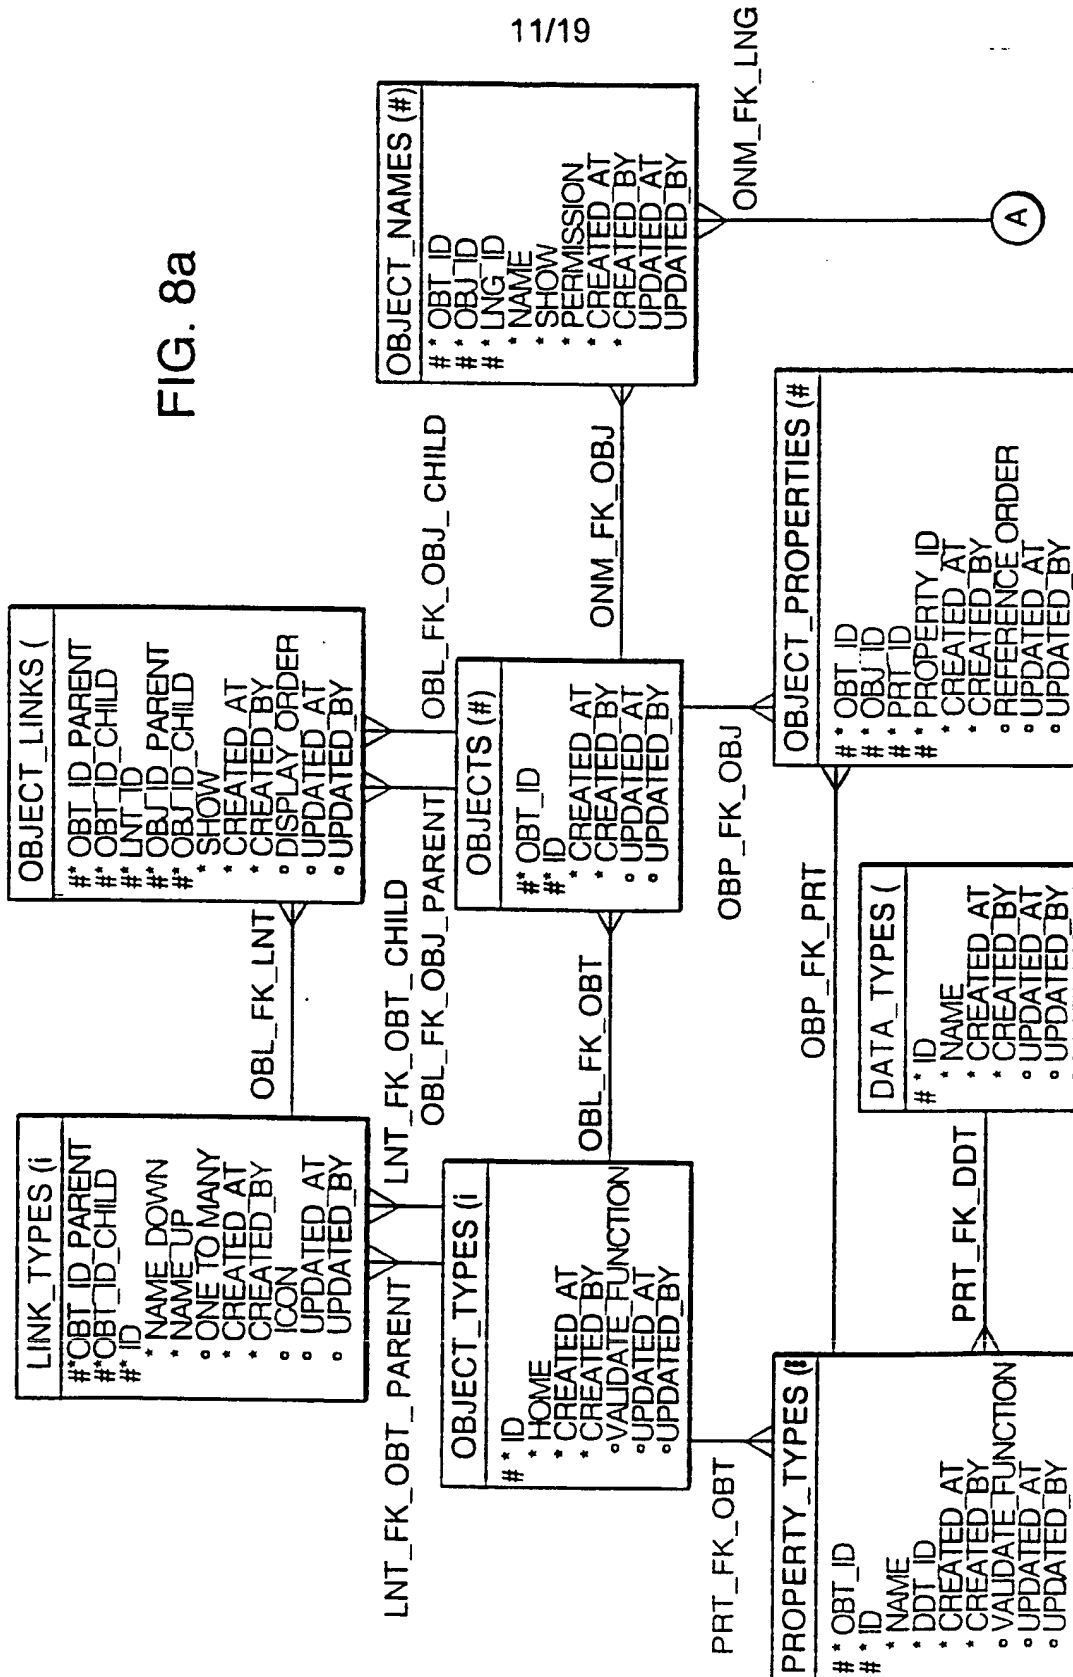 11/19
FIG. 8a
LINK_TYPES (i
#*OBT_ID_PARENT
#*OBT_ID_CHILD
#* ID
* NAME_DOWN
* NAME_UP
o ONE TO MANY
* CREATED_AT
* CREATED_BY
o ICON
o UPDATED_AT
o UPDATED_BY
OBL_FK_LNT
OBJECT_LINKS (
#* OBT_ID_PARENT
#* OBT_ID_CHILD
#* LNT_ID
#* OBJ_ID_PARENT
#* OBJ_ID_CHILD
* SHOW
* CREATED_AT
* CREATED_BY
o DISPLAY_ORDER
o UPDATED_AT
o UPDATED_BY
LNT_FK_OBT_PARENT
LNT_FK_OBT_CHILD
OBL_FK_OBJ_PARENT
OBL_FK_OBJ_CHILD
OBJECT_TYPES (i
# * ID
* HOME
* CREATED_AT
* CREATED_BY
o VALIDATE_FUNCTION
o UPDATED_AT
o UPDATED_BY
OBL_FK_OBT
OBJECTS (#)
#* OBT_ID
#* ID
* CREATED_AT
* CREATED_BY
o UPDATED_AT
o UPDATED_BY
ONM_FK_OBJ
OBJECT_NAMES (#)
# * OBT_ID
# * OBJ_ID
# * LNG_ID
* NAME
* SHOW
* PERMISSION
* CREATED_AT
* CREATED_BY
UPDATED_AT
UPDATED_BY
ONM_FK_LNG
A
PRT_FK_OBT
OBP_FK_OBJ
OBP_FK_PRT
PROPERTY_TYPES (
# * OBT_ID
# * ID
* NAME
* DDT_ID
* CREATED_AT
* CREATED_BY
o VALIDATE_FUNCTION
o UPDATED_AT
o UPDATED_BY
PRT_FK_DDT
DATA_TYPES (
# * ID
* NAME
* CREATED_AT
* CREATED_BY
o UPDATED_AT
o UPDATED_BY
OBJECT_PROPERTIES (#
# * OBT_ID
# * OBJ_ID
# * PRT_ID
# * PROPERTY_ID
* CREATED_AT
* CREATED_BY
o REFERENCE_ORDER
o UPDATED_AT
o UPDATED_BY